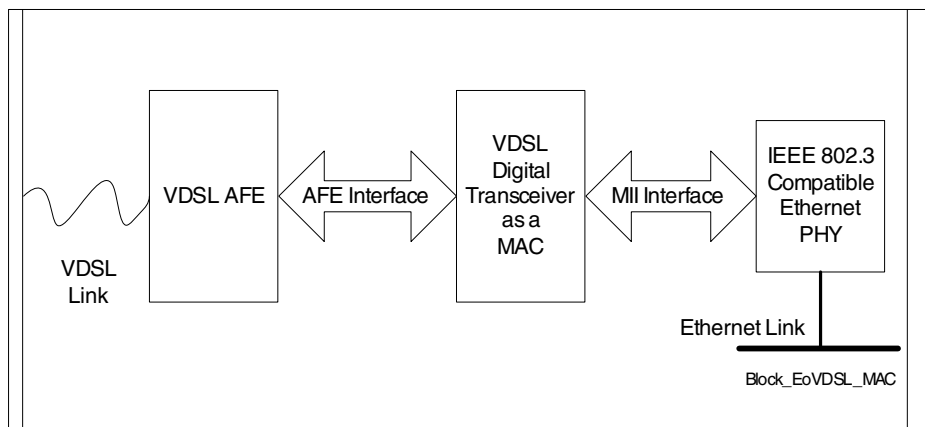 VDSL
Link
VDSL AFE
AFE Interface
VDSL
Digital
Transceiver
as a
MAC
MII Interface
IEEE 802.3
Compatible
Ethernet
PHY
Ethernet Link
Block_EoVDSL_MAC